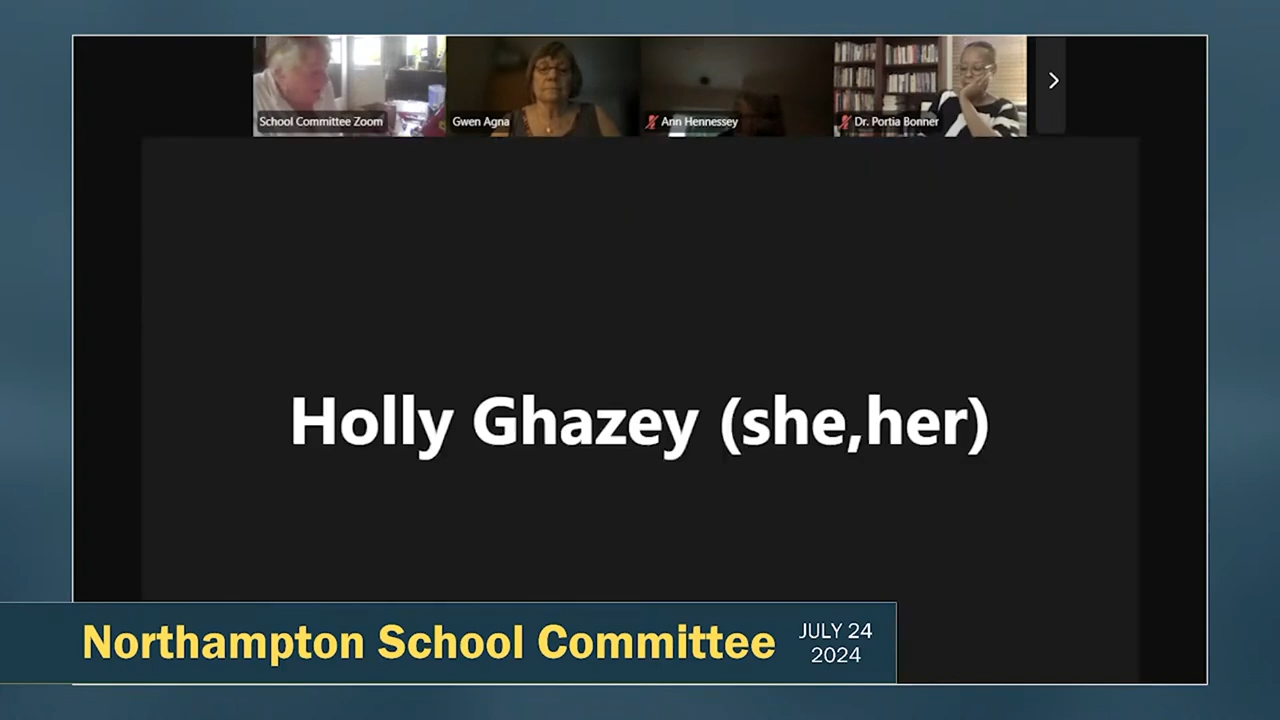 School Committee Zoom
Gwen Agna
Ann Hennessey
Dr. Portia Bonner
Holly Ghazey (she,her)
Northampton School Committee
JULY 24
2024